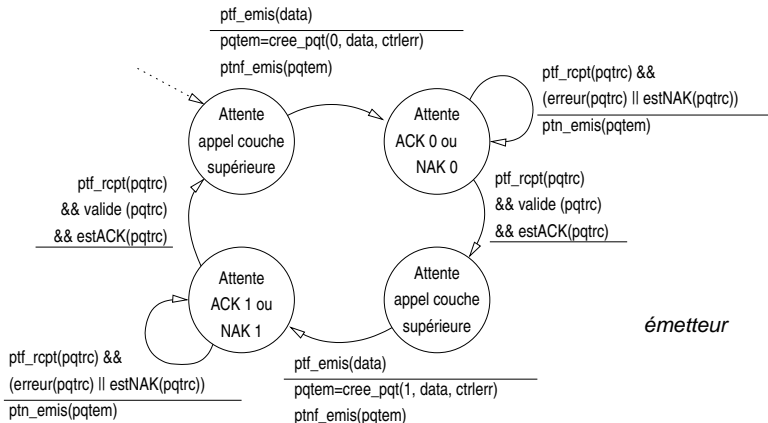 ptf_emis(data)
pqtem=cree_pqt(0, data, ctrlerr)
ptnf_emis(pqtem)
Attente
appel couche
supérieure
Attente
ACK 0 ou
NAK 0
ptf_rcpt(pqtrc) &&
(erreur(pqtrc) || estNAK(pqtrc))
ptn_emis(pqtem)
ptf_rcpt(pqtrc)
&& valide (pqtrc)
&& estACK(pqtrc)
ptf_rcpt(pqtrc)
&& valide (pqtrc)
&& estACK(pqtrc)
Attente
ACK 1 ou
NAK 1
Attente
appel couche
supérieure
émetteur
ptf_rcpt(pqtrc) &&
(erreur(pqtrc) || estNAK(pqtrc))
ptn_emis(pqtem)
ptf_emis(data)
pqtem=cree_pqt(1, data, ctrlerr)
ptnf_emis(pqtem)